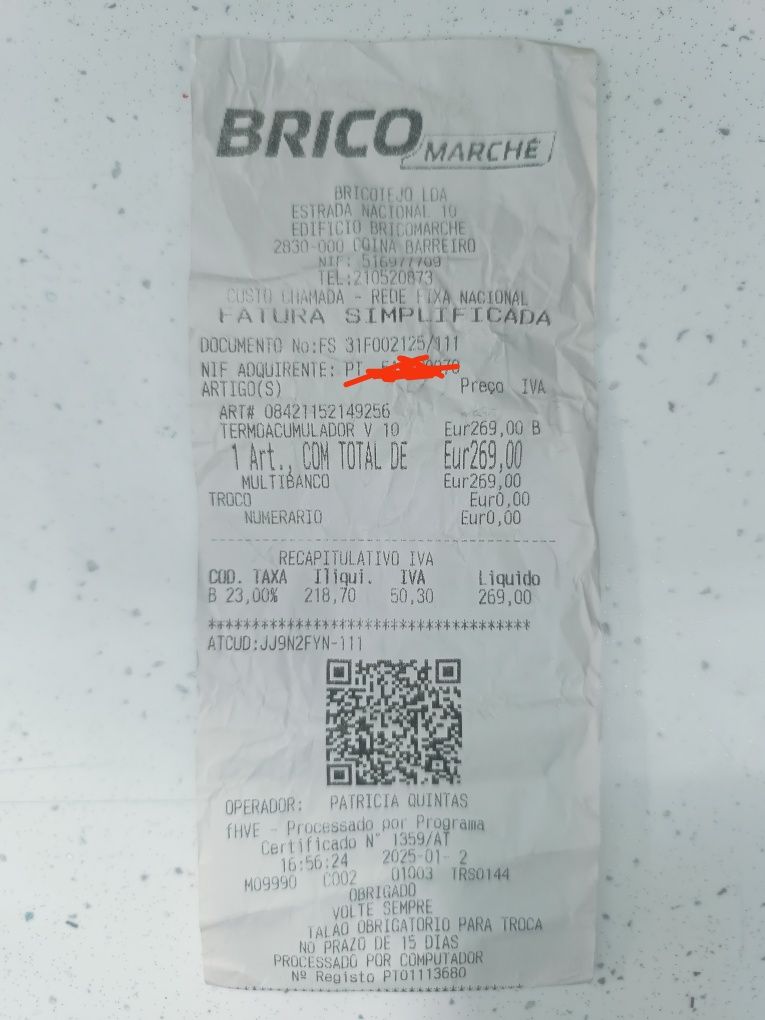 BRICO MARCHÉ
BRICOTEJO LDA
ESTRADA NACIONAL 10
EDIFICIO BRICOMARCHE
2830-000 COINA BARREIRO
NIF: 516977709
TEL:210520873
CUSTO CHAMADA - REDE FIXA NACIONAL
FATURA SIMPLIFICADA
DOCUMENTO No:FS 31F002125/111
NIF ADQUIRENTE: PT
ARTIGO(S) Preço IVA
ART# 08421152149256
TERMOACUMULADOR V 10 Eur269,00 B
1 Art., COM TOTAL DE Eur269,00
MULTIBANCO Eur269,00
TROCO Eur0,00
NUMERARIO Eur0,00
RECAPITULATIVO IVA
COD. TAXA Iliqui. IVA Liquido
B 23,00% 218,70 50,30 269,00
************************************
ATCUD:JJ9N2FYN-111
OPERADOR: PATRICIA QUINTAS
fHVE - Processado por Programa
Certificado N° 1359/AT
16:56:24 2025-01- 2
M09990 C002 01003 TRS0144
OBRIGADO
VOLTE SEMPRE
TALAO OBRIGATORIO PARA TROCA
NO PRAZO DE 15 DIAS
PROCESSADO POR COMPUTADOR
Nº Registo PT01113680